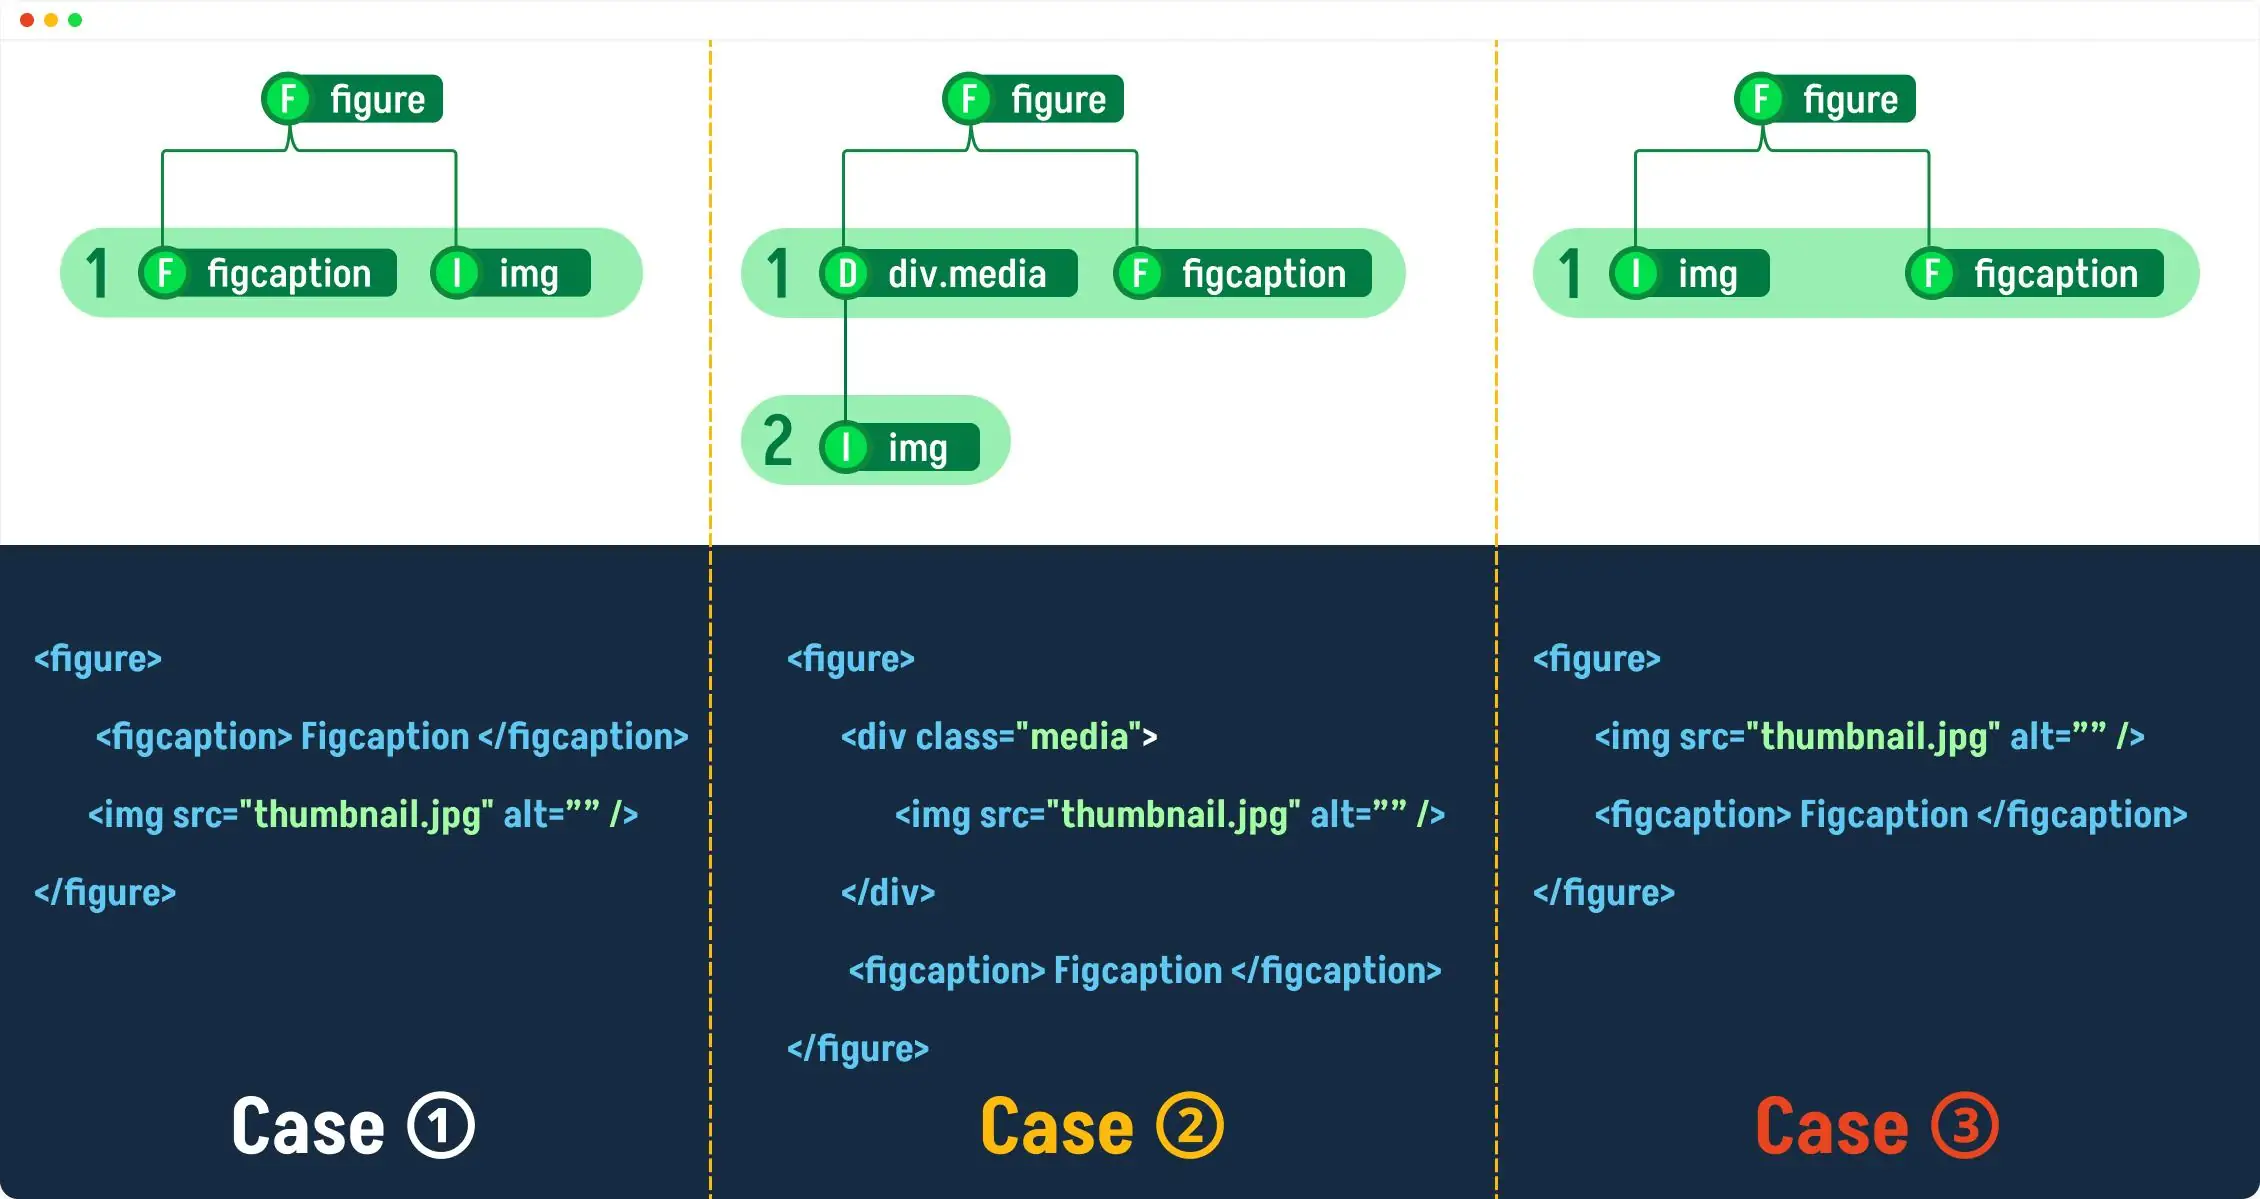 F figure
1 F figcaption I img
<figure>
<figcaption> Figcaption </figcaption>
<img src="thumbnail.jpg" alt=”” />
</figure>
Case ①
F figure
1 D div.media F figcaption
2 I img
<figure>
<div class="media">
<img src="thumbnail.jpg" alt=”” />
</div>
<figcaption> Figcaption </figcaption>
</figure>
Case ②
F figure
1 I img F figcaption
<figure>
<img src="thumbnail.jpg" alt=”” />
<figcaption> Figcaption </figcaption>
</figure>
Case ③